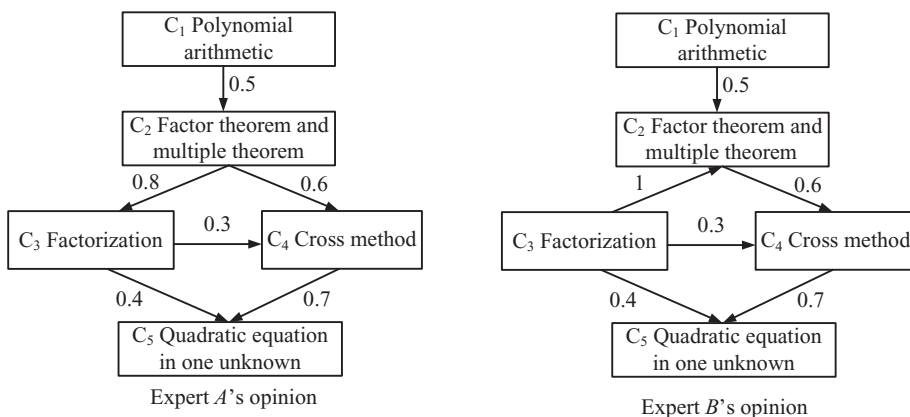 C₁ Polynomial
arithmetic
0.5
C₂ Factor theorem and
multiple theorem
0.8
0.6
C₃ Factorization
0.3
C₄ Cross method
0.4
0.7
C₅ Quadratic equation
in one unknown
Expert A's opinion
C₁ Polynomial
arithmetic
0.5
C₂ Factor theorem and
multiple theorem
1
0.6
C₃ Factorization
0.3
C₄ Cross method
0.4
0.7
C₅ Quadratic equation
in one unknown
Expert B's opinion